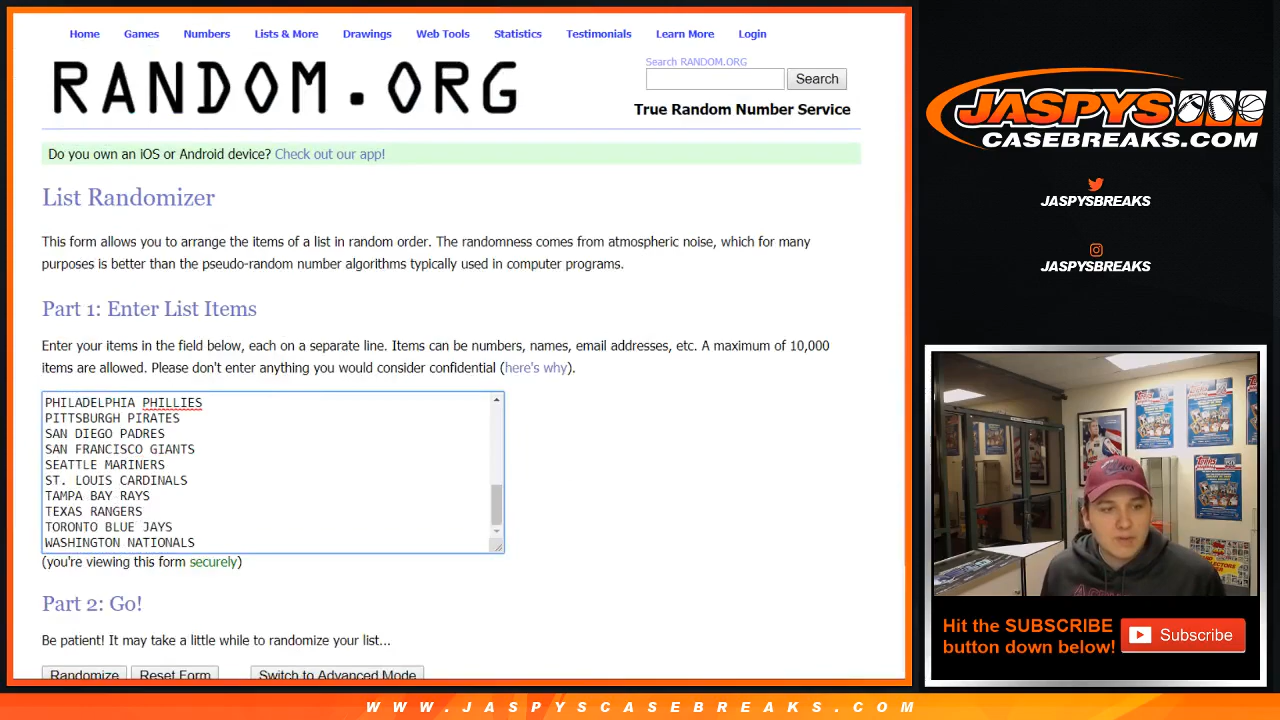 Home Games Numbers Lists & More Drawings Web Tools Statistics Testimonials Learn More Login
RANDOM.ORG
Search RANDOM.ORG
Search
True Random Number Service
Do you own an iOS or Android device? Check out our app!
List Randomizer
This form allows you to arrange the items of a list in random order. The randomness comes from atmospheric noise, which for many
purposes is better than the pseudo-random number algorithms typically used in computer programs.
Part 1: Enter List Items
Enter your items in the field below, each on a separate line. Items can be numbers, names, email addresses, etc. A maximum of 10,000
items are allowed. Please don't enter anything you would consider confidential (here's why).
PHILADELPHIA PHILLIES
PITTSBURGH PIRATES
SAN DIEGO PADRES
SAN FRANCISCO GIANTS
SEATTLE MARINERS
ST. LOUIS CARDINALS
TAMPA BAY RAYS
TEXAS RANGERS
TORONTO BLUE JAYS
WASHINGTON NATIONALS
(you're viewing this form securely)
Part 2: Go!
Be patient! It may take a little while to randomize your list...
Randomize Reset Form Switch to Advanced Mode
JASPYS
CASEBREAKS.COM
JASPYSBREAKS
JASPYSBREAKS
Topps
Topps
Topps
Hit the SUBSCRIBE
button down below!
Subscribe
WWW.JASPYSCASEBREAKS.COM